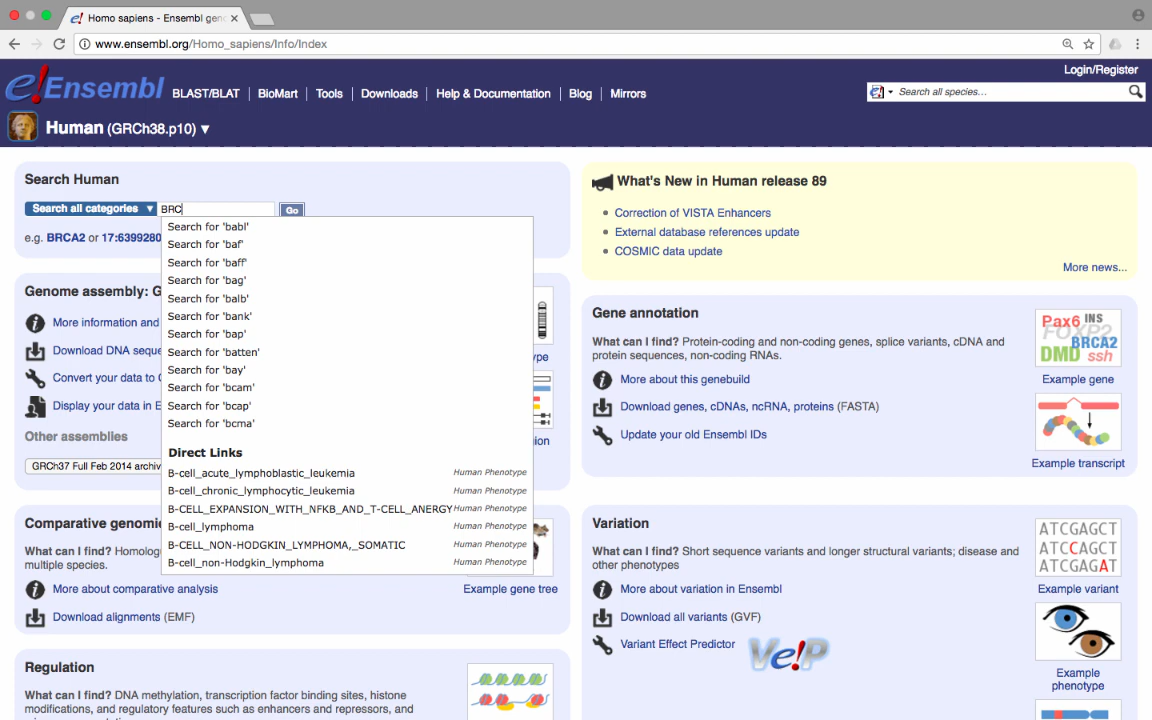 Homo sapiens - Ensembl geno
www.ensembl.org/Homo_sapiens/Info/Index
Login/Register
e!Ensembl
BLAST/BLAT
BioMart
Tools
Downloads
Help & Documentation
Blog
Mirrors
e! Search all species...
Human (GRCh38.p10) ▼
Search Human
Search all categories ▼ BRC Go
e.g. BRCA2 or 17:6399280
Search for 'babl'
Search for 'baf'
Search for 'baff'
Search for 'bag'
Search for 'balb'
Search for 'bank'
Search for 'bap'
Search for 'batten'
Search for 'bay'
Search for 'bcam'
Search for 'bcap'
Search for 'bcma'
Direct Links
B-cell_acute_lymphoblastic_leukemia Human Phenotype
B-cell_chronic_lymphocytic_leukemia Human Phenotype
B-CELL_EXPANSION_WITH_NFKB_AND_T-CELL_ANERGY Human Phenotype
B-cell_lymphoma Human Phenotype
B-CELL_NON-HODGKIN_LYMPHOMA,_SOMATIC Human Phenotype
B-cell_non-Hodgkin_lymphoma Human Phenotype
Genome assembly: G
More information and
Download DNA seque
Convert your data to G
Display your data in E
Other assemblies
GRCh37 Full Feb 2014 archiv
ype
ion
Comparative genomi
What can I find? Homolog
multiple species.
More about comparative analysis
Download alignments (EMF)
Example gene tree
Regulation
What can I find? DNA methylation, transcription factor binding sites, histone
modifications, and regulatory features such as enhancers and repressors, and
What's New in Human release 89
Correction of VISTA Enhancers
External database references update
COSMIC data update
More news...
Gene annotation
What can I find? Protein-coding and non-coding genes, splice variants, cDNA and
protein sequences, non-coding RNAs.
More about this genebuild
Download genes, cDNAs, ncRNA, proteins (FASTA)
Update your old Ensembl IDs
Pax6 INS
FOXP2
BRCA2
DMD ssh
Example gene
Example transcript
Variation
What can I find? Short sequence variants and longer structural variants; disease and
other phenotypes
More about variation in Ensembl
Download all variants (GVF)
Variant Effect Predictor
Ve!P
ATCGAGCT
ATCCAGCT
ATCGAGAT
Example variant
Example
phenotype